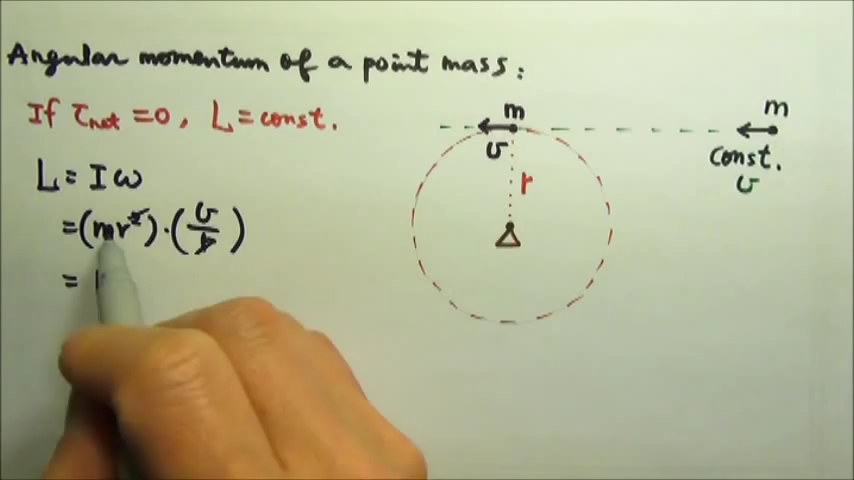 Angular momentum of a point mass:
If τnet = 0, L = const.
L = Iω
= (mr²)·(v/r)
=
m
v
r
m
const.
v